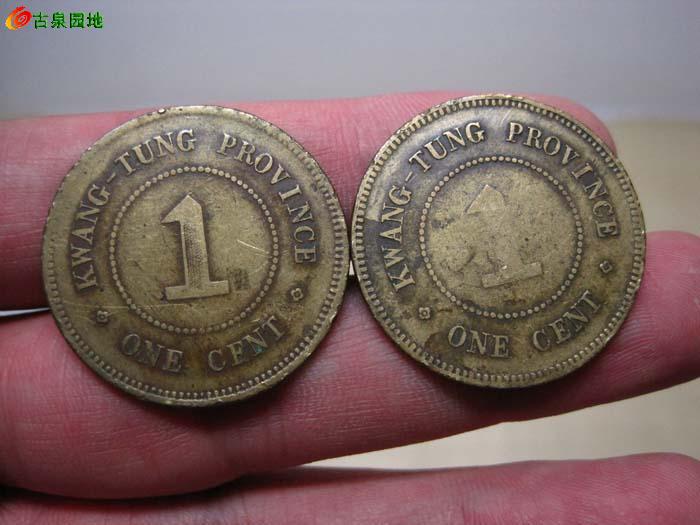 古泉园地
KWANG-TUNG PROVINCE
1
ONE CENT
KWANG-TUNG PROVINCE
1
ONE CENT